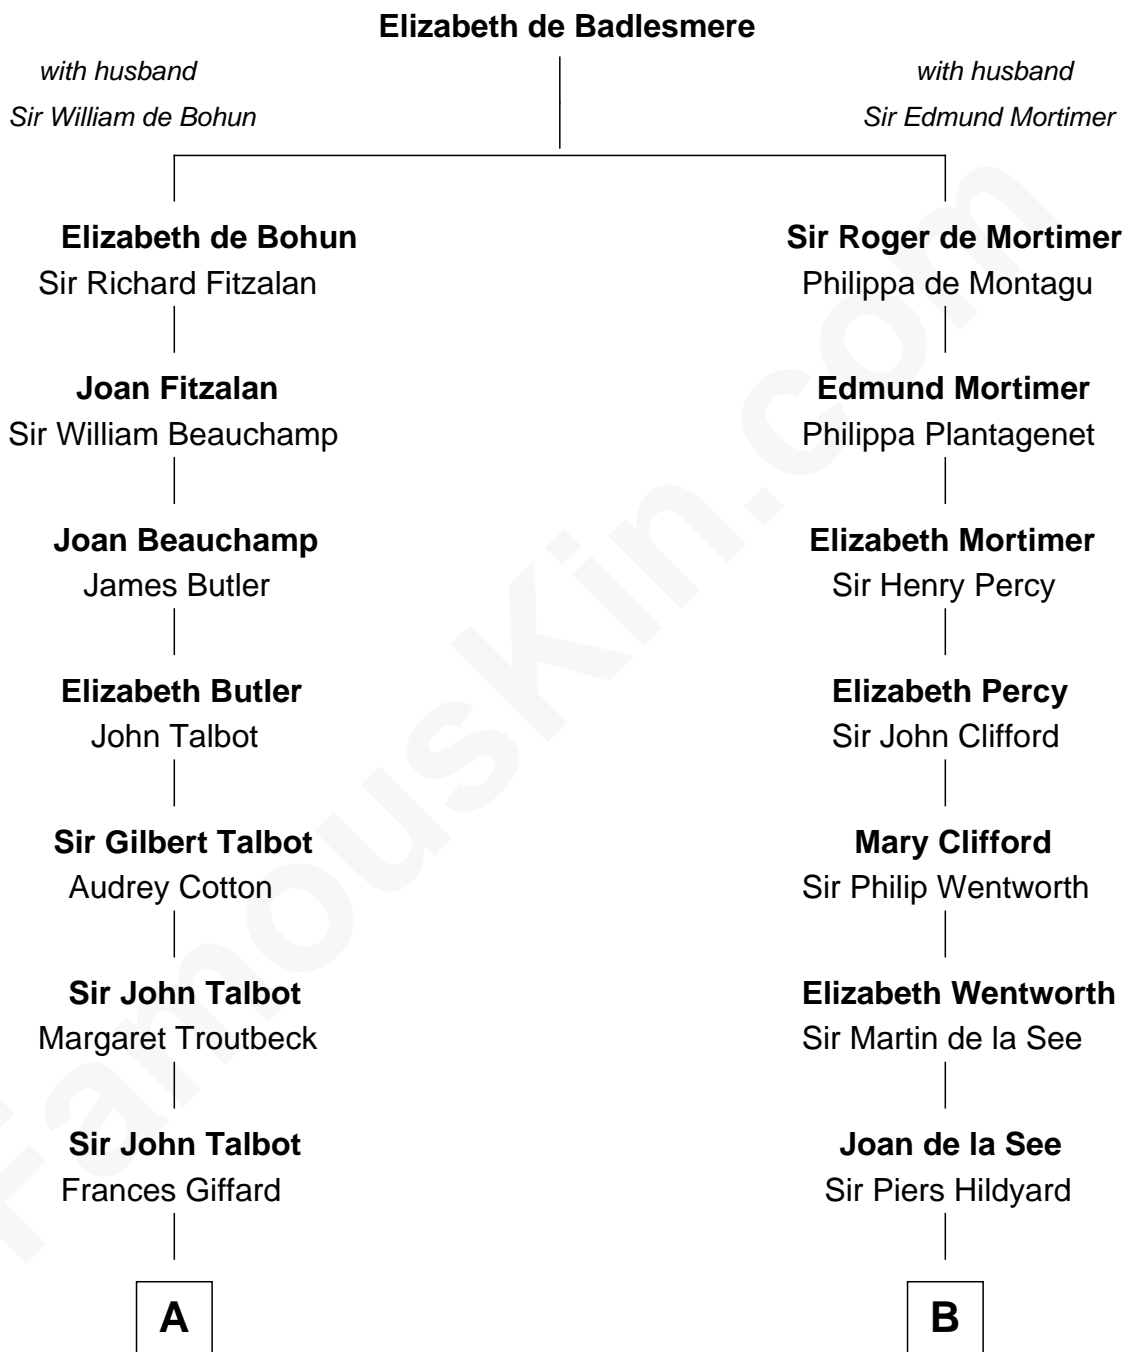 Elizabeth de Badlesmere
with husband
Sir William de Bohun
with husband
Sir Edmund Mortimer
Elizabeth de Bohun
Sir Richard Fitzalan
Joan Fitzalan
Sir William Beauchamp
Joan Beauchamp
James Butler
Elizabeth Butler
John Talbot
Sir Gilbert Talbot
Audrey Cotton
Sir John Talbot
Margaret Troutbeck
Sir John Talbot
Frances Giffard
A
Sir Roger de Mortimer
Philippa de Montagu
Edmund Mortimer
Philippa Plantagenet
Elizabeth Mortimer
Sir Henry Percy
Elizabeth Percy
Sir John Clifford
Mary Clifford
Sir Philip Wentworth
Elizabeth Wentworth
Sir Martin de la See
Joan de la See
Sir Piers Hildyard
B
FamousKin.com